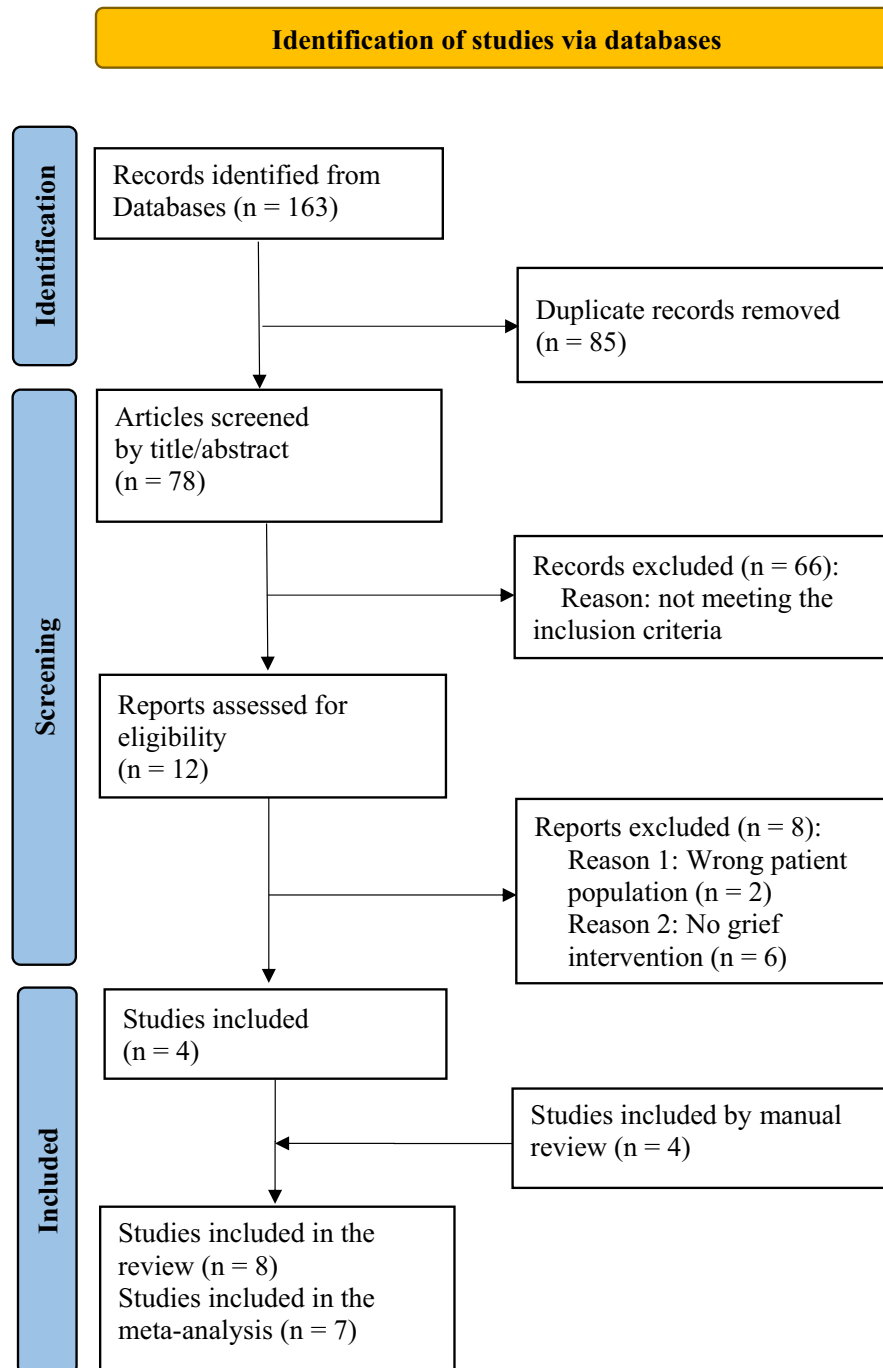 Identification of studies via databases
Identification
Records identified from
Databases (n = 163)
Duplicate records removed
(n = 85)
Screening
Articles screened
by title/abstract
(n = 78)
Records excluded (n = 66):
Reason: not meeting the
inclusion criteria
Reports assessed for
eligibility
(n = 12)
Reports excluded (n = 8):
Reason 1: Wrong patient
population (n = 2)
Reason 2: No grief
intervention (n = 6)
Included
Studies included
(n = 4)
Studies included by manual
review (n = 4)
Studies included in the
review (n = 8)
Studies included in the
meta-analysis (n = 7)